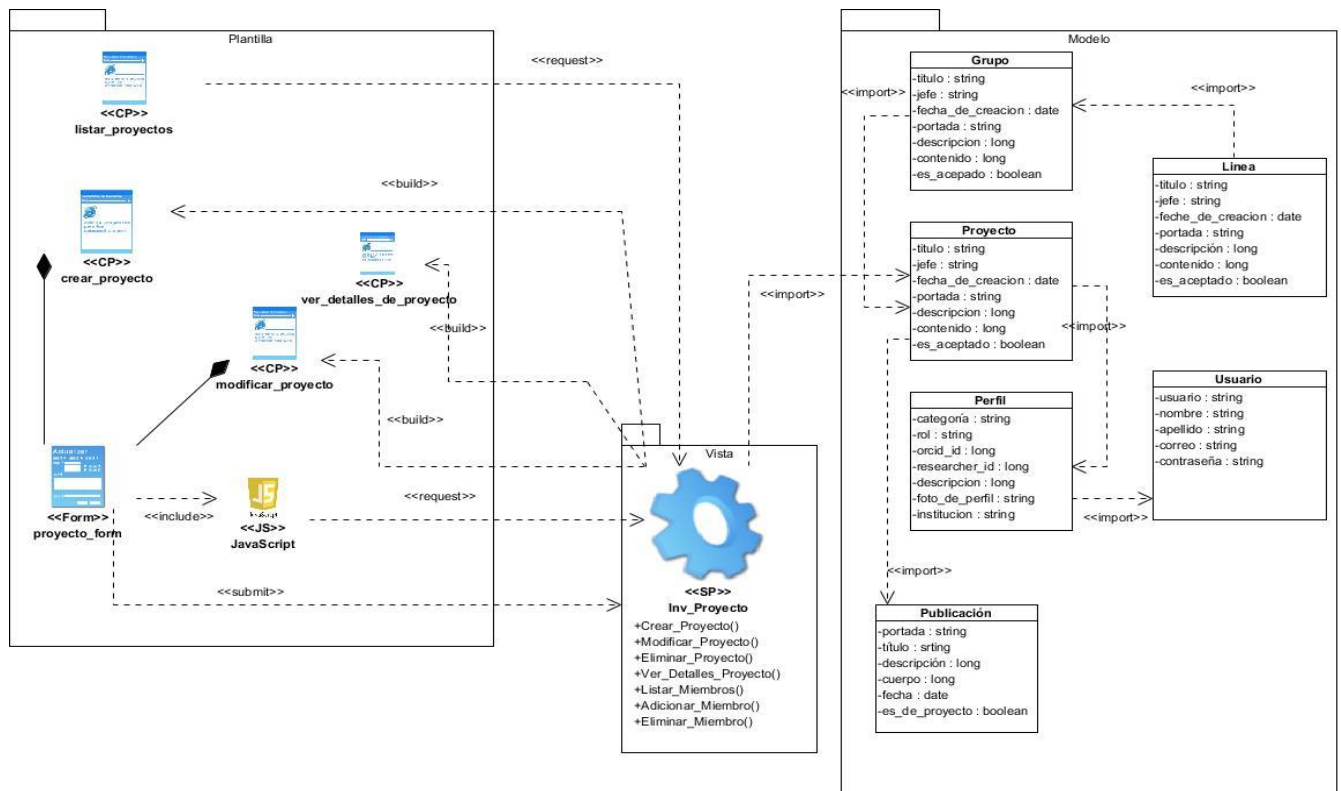 Plantilla
<<CP>>
listar_proyectos
<<request>>
<<build>>
<<CP>>
crear_proyecto
<<CP>>
ver_detalles_de_proyecto
<<build>>
<<CP>>
modificar_proyecto
<<build>>
Actualizar
<<Form>>
proyecto_form
<<include>>
JS
JavaScript
<<JS>>
JavaScript
<<request>>
<<submit>>
Vista
<<SP>>
Inv_Proyecto
+Crear_Proyecto()
+Modificar_Proyecto()
+Eliminar_Proyecto()
+Ver_Detalles_Proyecto()
+Listar_Miembros()
+Adicionar_Miembro()
+Eliminar_Miembro()
<<import>>
Modelo
<<import>>
Grupo
-titulo : string
-jefe : string
-fecha_de_creacion : date
-portada : string
-descripcion : long
-contenido : long
-es_acepado : boolean
<<import>>
Linea
-titulo : string
-jefe : string
-feche_de_creacion : date
-portada : string
-descripción : long
-contenido : long
-es_aceptado : boolean
Proyecto
-titulo : string
-jefe : string
-fecha_de_creacion : date
-portada : string
-descripcion : long
-contenido : long
-es_aceptado : boolean
<<import>>
Perfil
-categoría : string
-rol : string
-orcid_id : long
-researcher_id : long
-descripcion : long
-foto_de_perfil : string
-institucion : string
<<import>>
Usuario
-usuario : string
-nombre : string
-apellido : string
-correo : string
-contraseña : string
<<import>>
Publicación
-portada : string
-título : srting
-descripción : long
-cuerpo : long
-fecha : date
-es_de_proyecto : boolean